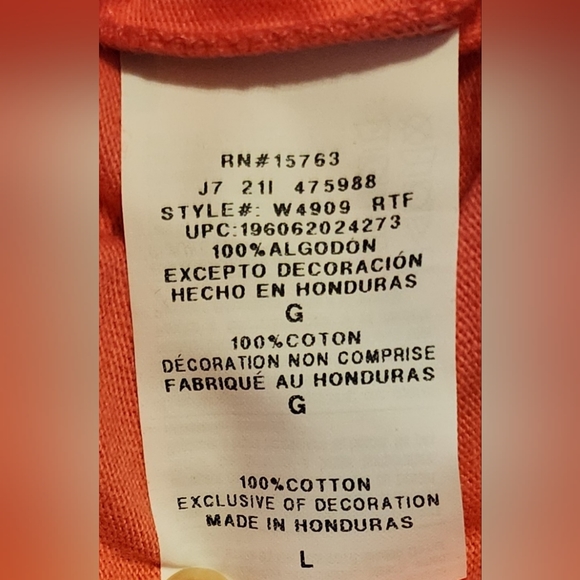 RN#15763
J7 21I 475988
STYLE#: W4909 RTF
UPC:196062024273
100%ALGODÓN
EXCEPTO DECORACIÓN
HECHO EN HONDURAS
G
100%COTON
DÉCORATION NON COMPRISE
FABRIQUÉ AU HONDURAS
G
100%COTTON
EXCLUSIVE OF DECORATION
MADE IN HONDURAS
L